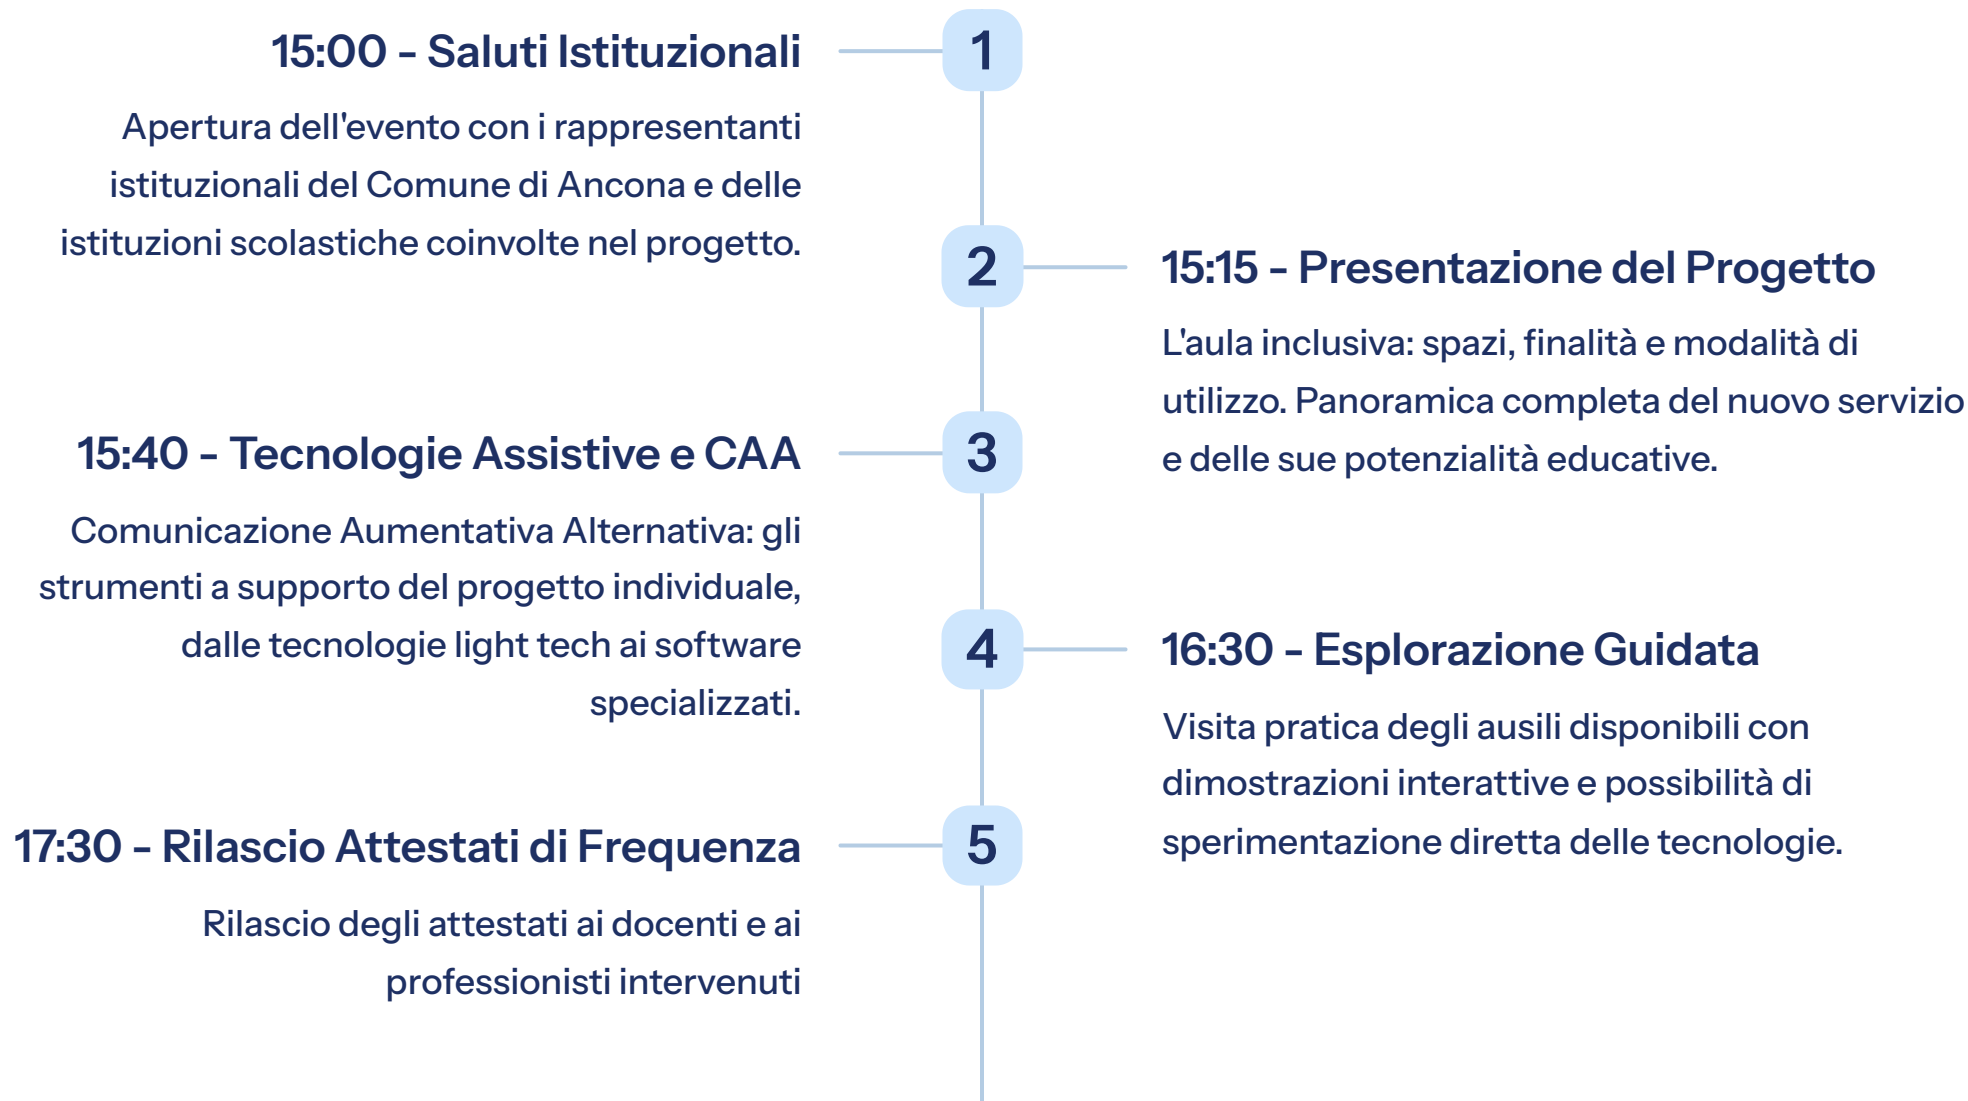 1
15:00 - Saluti Istituzionali
Apertura dell'evento con i rappresentanti
istituzionali del Comune di Ancona e delle
istituzioni scolastiche coinvolte nel progetto.
2
15:15 - Presentazione del Progetto
L'aula inclusiva: spazi, finalità e modalità di
utilizzo. Panoramica completa del nuovo servizio
e delle sue potenzialità educative.
3
15:40 - Tecnologie Assistive e CAA
Comunicazione Aumentativa Alternativa: gli
strumenti a supporto del progetto individuale,
dalle tecnologie light tech ai software
specializzati.
4
16:30 - Esplorazione Guidata
Visita pratica degli ausili disponibili con
dimostrazioni interattive e possibilità di
sperimentazione diretta delle tecnologie.
5
17:30 - Rilascio Attestati di Frequenza
Rilascio degli attestati ai docenti e ai
professionisti intervenuti